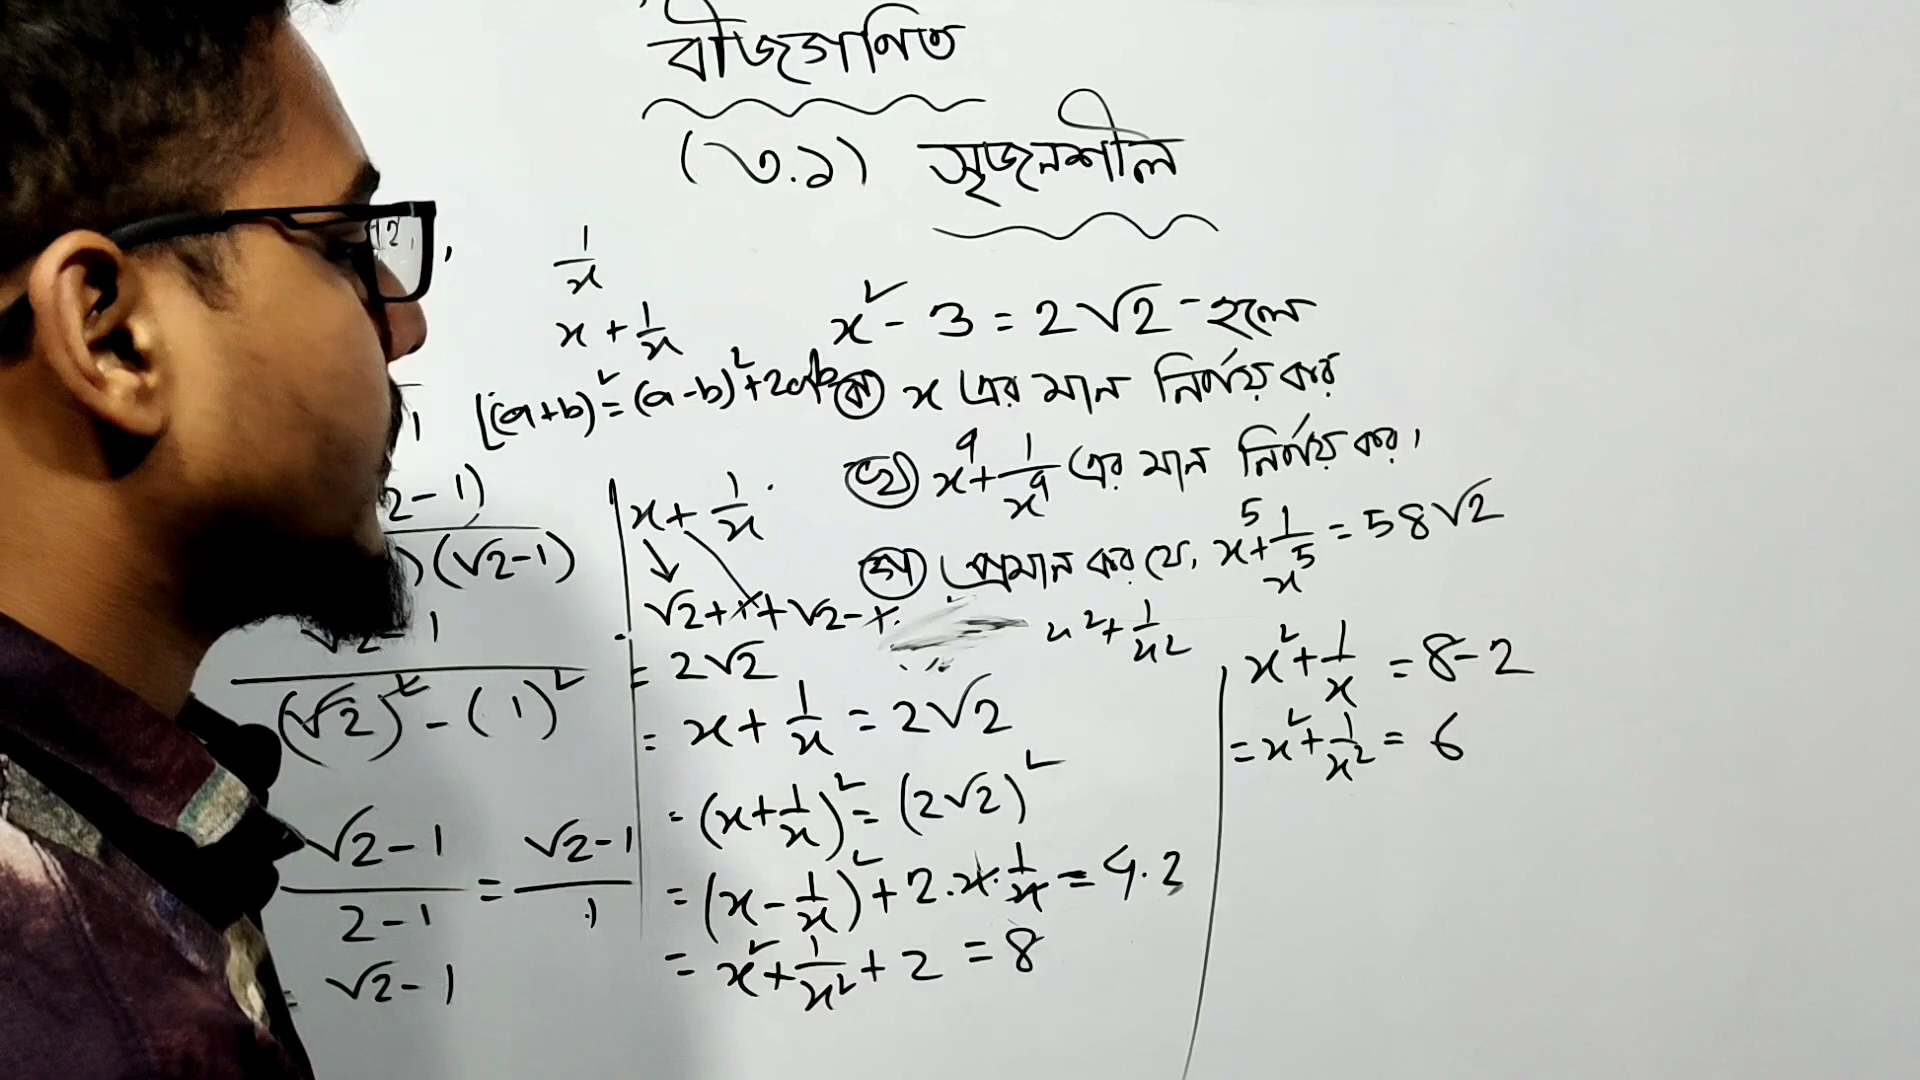 বীজগণিত
(৩.১) সৃজনশীল
1/x
x + 1/x
x² - 3 = 2√2 - হলে
[(a+b)² = (a-b)² + 2ab
(ক) x এর মান নির্ণয় কর
(খ) x⁴ + 1/x⁴ এর মান নির্ণয় কর।
(গ) প্রমান কর যে, x⁵ + 1/x⁵ = 58√2
2-1)
)(√2-1)
√2-1
(√2)² - (1)²
√2-1 / 2-1 = √2-1 / 1
= √2-1
x + 1/x
√2+1+√2-1
= 2√2
= x + 1/x = 2√2
= (x + 1/x)² = (2√2)²
= (x - 1/x)² + 2.x.1/x = 4.2
= x² + 1/x² + 2 = 8
x² + 1/x²
x² + 1/x = 8-2
= x² + 1/x² = 6